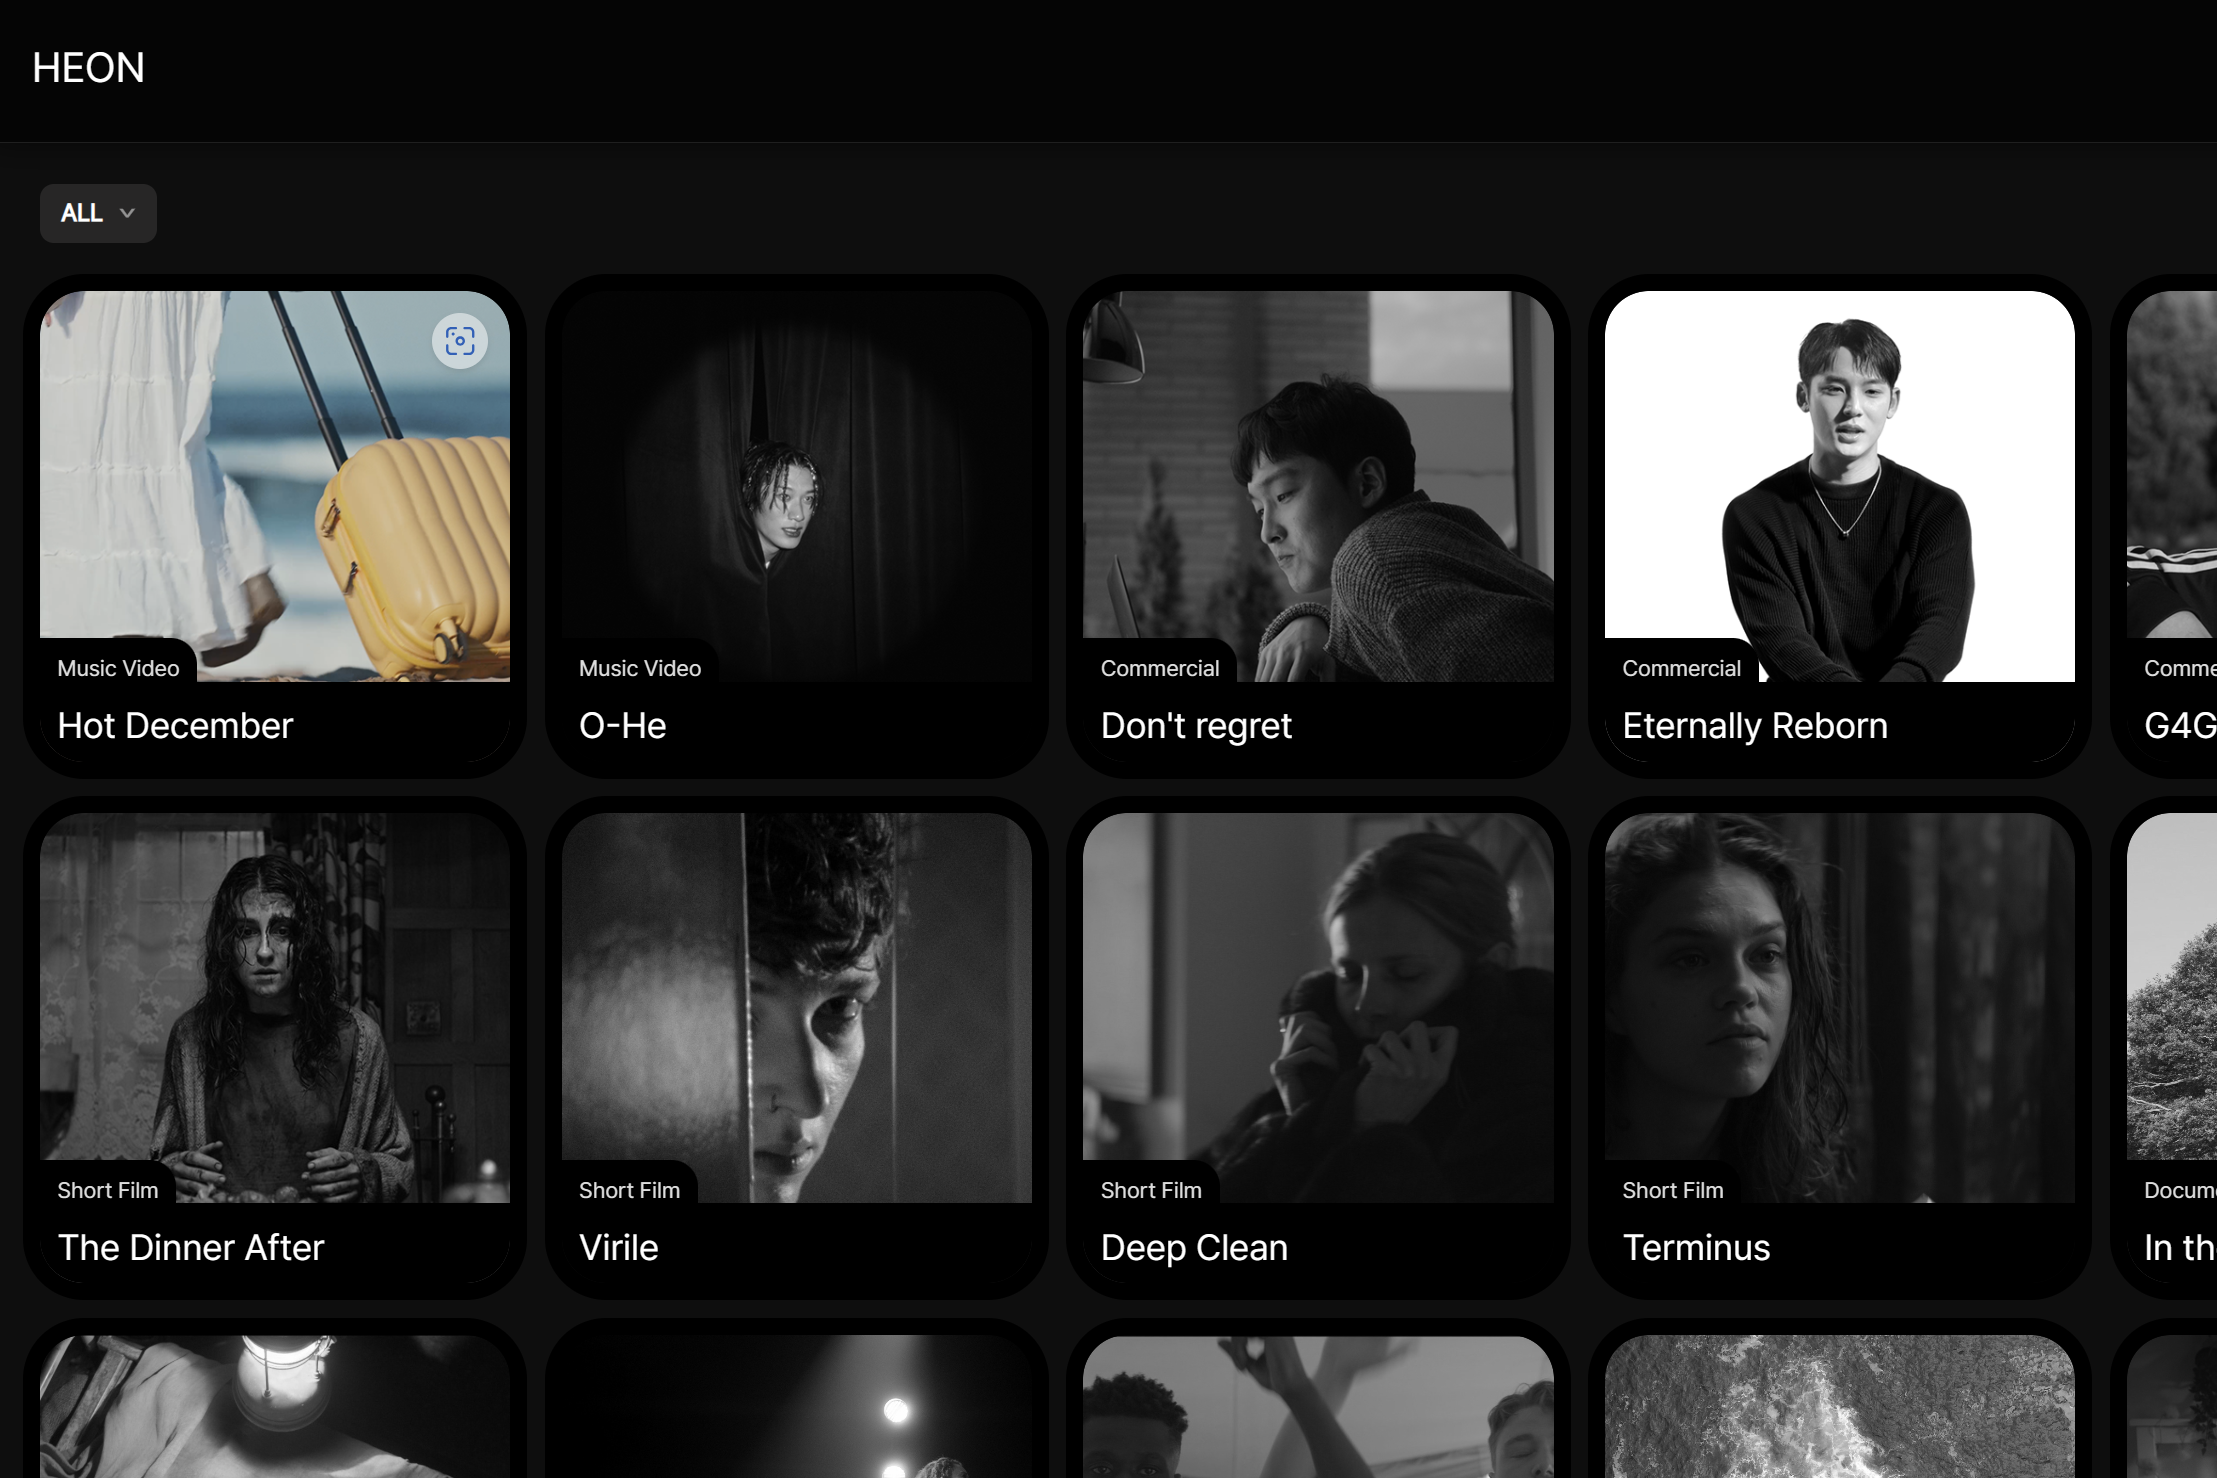 HEON
ALL
Music Video
Hot December
Music Video
O-He
Commercial
Don't regret
Commercial
Eternally Reborn
Comme
G4G
Short Film
The Dinner After
Short Film
Virile
Short Film
Deep Clean
Short Film
Terminus
Docum
In th